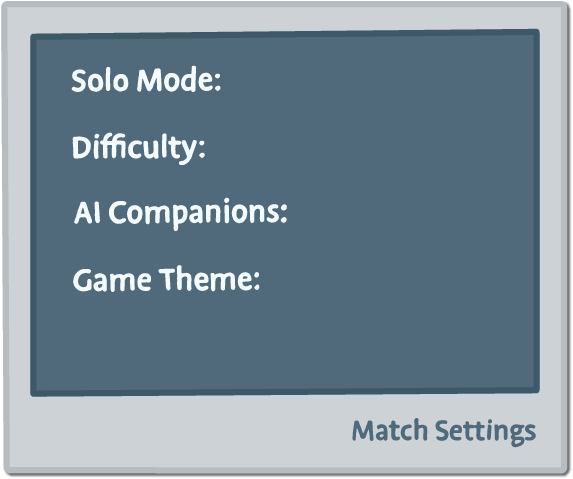 Solo Mode:
Difficulty:
AI Companions:
Game Theme:
Match Settings